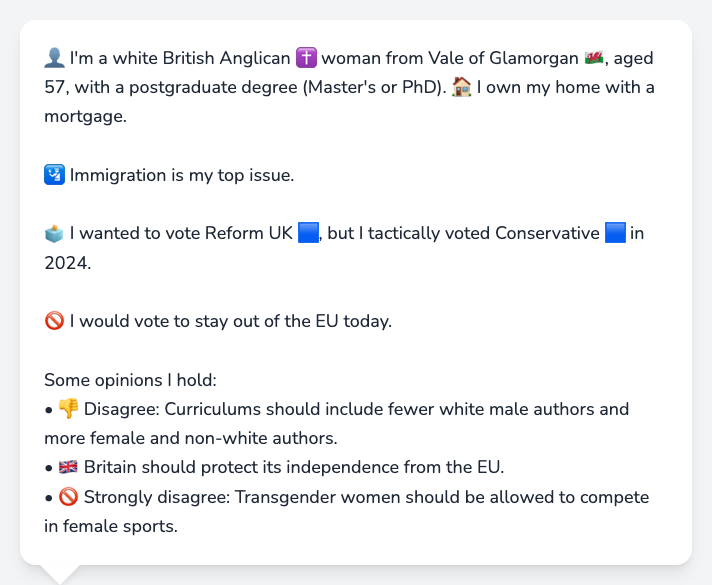 👤 I'm a white British Anglican ✝️ woman from Vale of Glamorgan 🏴󠁧󠁢󠁷󠁬󠁳󠁿, aged
57, with a postgraduate degree (Master's or PhD). 🏠 I own my home with a
mortgage.
🛂 Immigration is my top issue.
🗳️ I wanted to vote Reform UK 🟦, but I tactically voted Conservative 🟦 in
2024.
🚫 I would vote to stay out of the EU today.
Some opinions I hold:
• 👎 Disagree: Curriculums should include fewer white male authors and
more female and non-white authors.
• 🇬🇧 Britain should protect its independence from the EU.
• 🚫 Strongly disagree: Transgender women should be allowed to compete
in female sports.